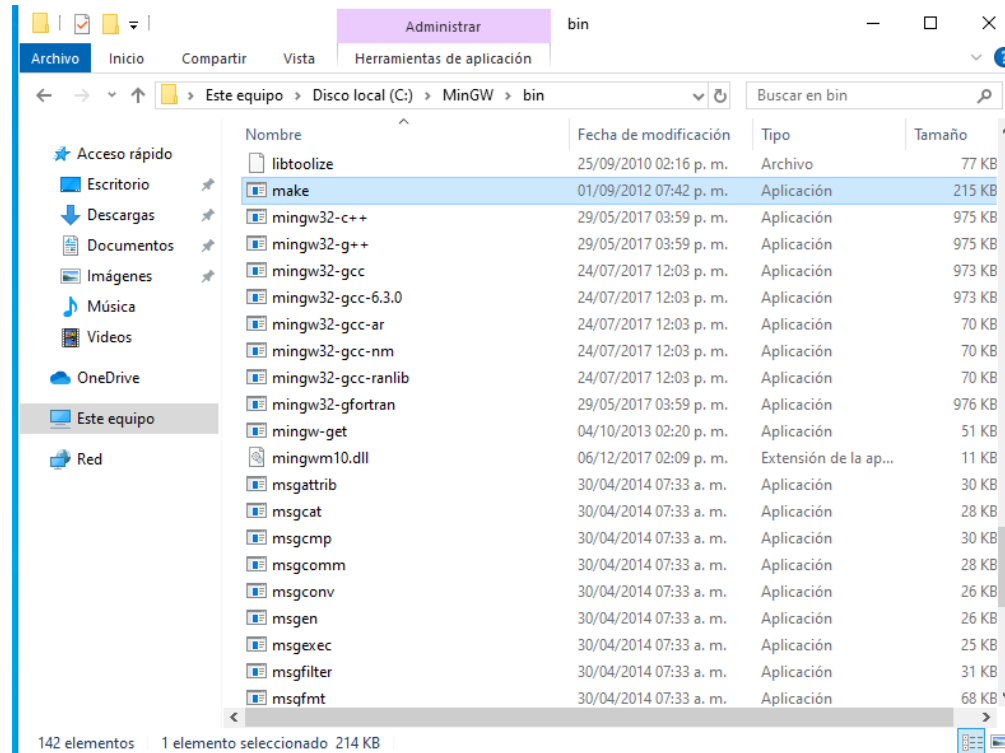 Administrar
bin
Archivo
Inicio
Compartir
Vista
Herramientas de aplicación
Este equipo > Disco local (C:) > MinGW > bin
Buscar en bin
Acceso rápido
Escritorio
Descargas
Documentos
Imágenes
Música
Videos
OneDrive
Este equipo
Red
Nombre Fecha de modificación Tipo Tamaño
libtoolize 25/09/2010 02:16 p. m. Archivo 77 KB
make 01/09/2012 07:42 p. m. Aplicación 215 KB
mingw32-c++ 29/05/2017 03:59 p. m. Aplicación 975 KB
mingw32-g++ 29/05/2017 03:59 p. m. Aplicación 975 KB
mingw32-gcc 24/07/2017 12:03 p. m. Aplicación 973 KB
mingw32-gcc-6.3.0 24/07/2017 12:03 p. m. Aplicación 973 KB
mingw32-gcc-ar 24/07/2017 12:03 p. m. Aplicación 70 KB
mingw32-gcc-nm 24/07/2017 12:03 p. m. Aplicación 70 KB
mingw32-gcc-ranlib 24/07/2017 12:03 p. m. Aplicación 70 KB
mingw32-gfortran 29/05/2017 03:59 p. m. Aplicación 976 KB
mingw-get 04/10/2013 02:20 p. m. Aplicación 51 KB
mingwm10.dll 06/12/2017 02:09 p. m. Extensión de la ap... 11 KB
msgattrib 30/04/2014 07:33 a. m. Aplicación 30 KB
msgcat 30/04/2014 07:33 a. m. Aplicación 28 KB
msgcmp 30/04/2014 07:33 a. m. Aplicación 30 KB
msgcomm 30/04/2014 07:33 a. m. Aplicación 28 KB
msgconv 30/04/2014 07:33 a. m. Aplicación 26 KB
msgen 30/04/2014 07:33 a. m. Aplicación 26 KB
msgexec 30/04/2014 07:33 a. m. Aplicación 25 KB
msgfilter 30/04/2014 07:33 a. m. Aplicación 31 KB
msgfmt 30/04/2014 07:33 a. m. Aplicación 68 KB
142 elementos 1 elemento seleccionado 214 KB